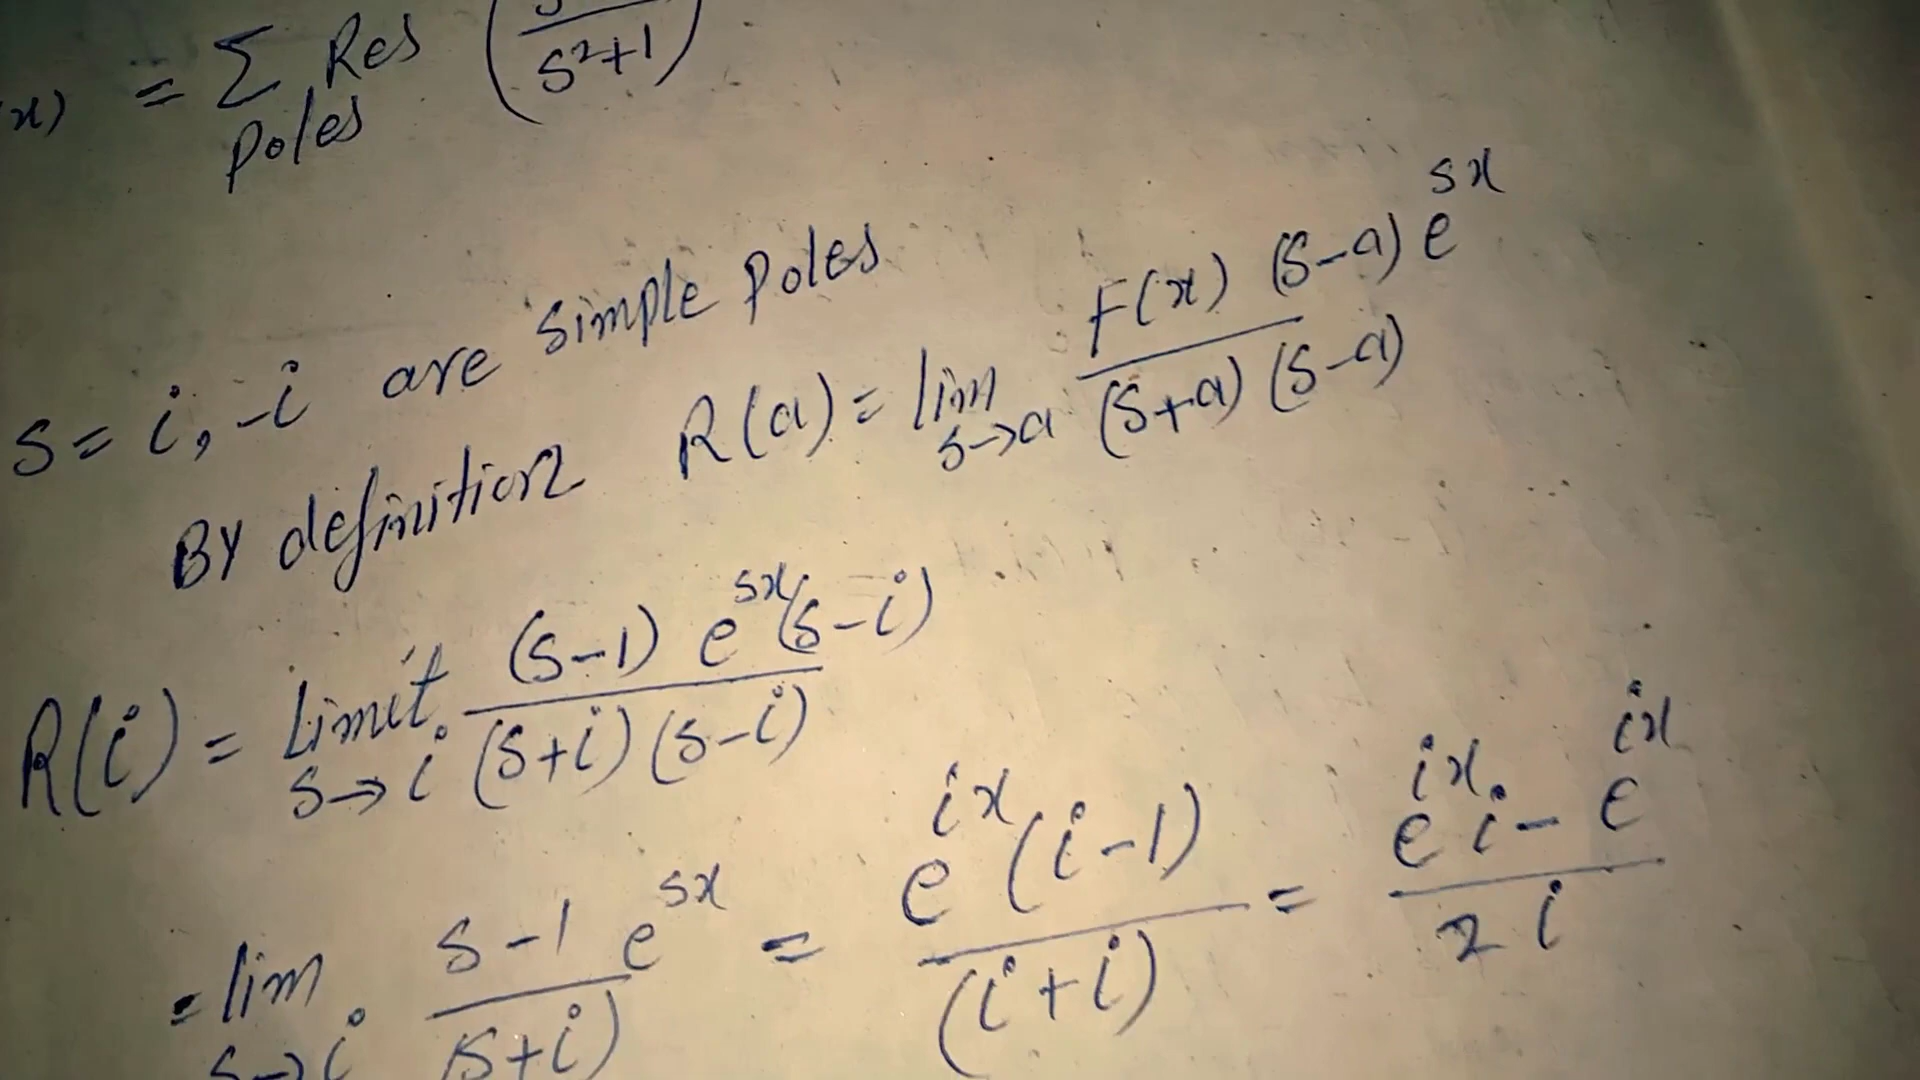 x) = Σ Res ( / s²+1)
Poles
s = i, -i are simple poles
BY definition R(a) = lim s→a F(x) (s-a) e^sx / (s+a) (s-a)
R(i) = Limit s→i (s-1) e^sx (s-i) / (s+i) (s-i)
= lim s→i s-1 e^sx / (s+i) = e^ix (i-1) / (i+i) = e^ix i - e^ix / 2i